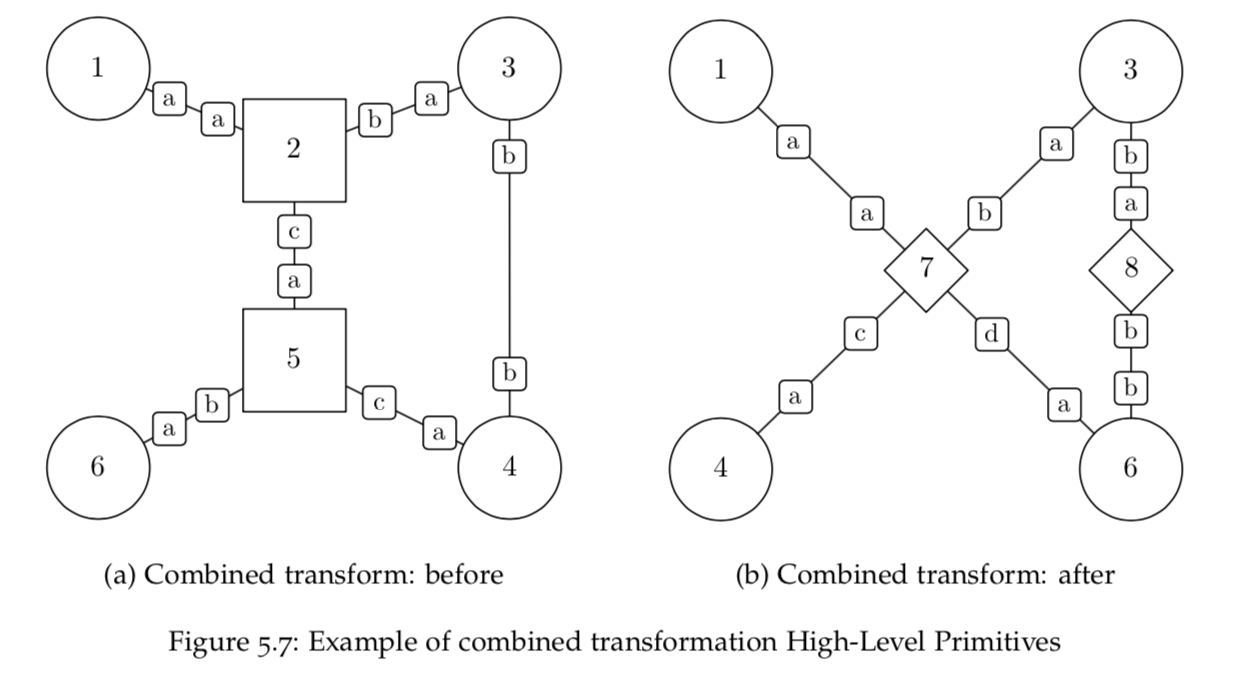 1
3
a
a
2
b
a
b
c
a
5
b
a
c
a
b
6
4
1
3
a
a
b
a
b
a
7
8
c
a
d
a
b
b
4
6
(a) Combined transform: before
(b) Combined transform: after
Figure 5.7: Example of combined transformation High-Level Primitives